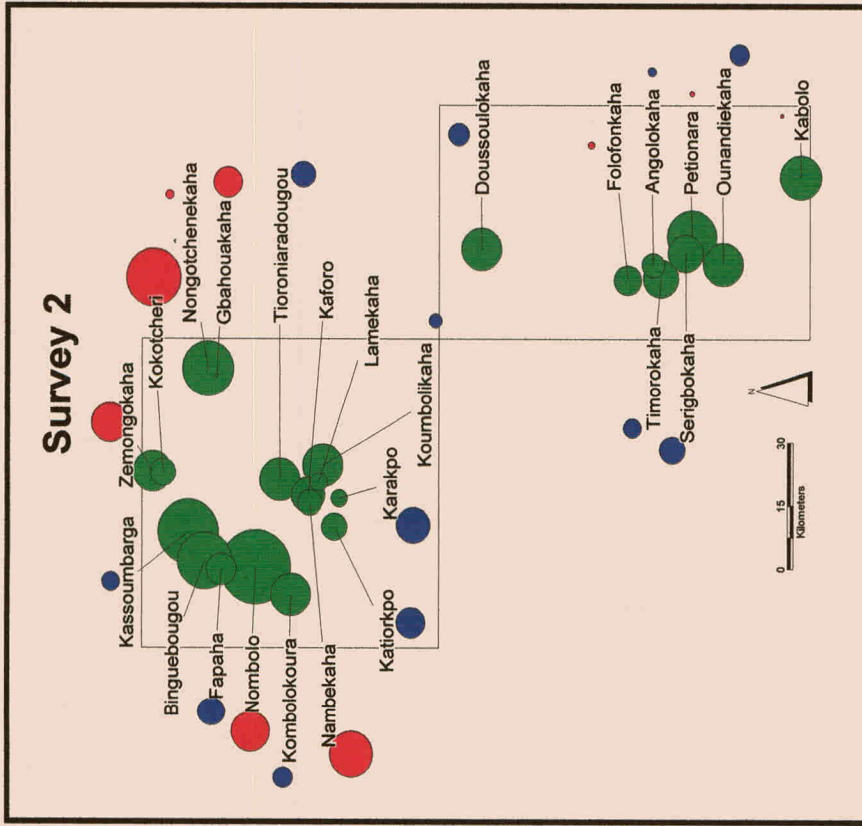 Survey 2
Zemongokaha
Kokotcheri
Nongotchenekaha
Gbahouakaha
Tioroniaradougou
Kaforo
Lamekaha
Koumbolikaha
Karakpo
Katiorkpo
Nambekaha
Kombolokoura
Nombolo
Fapaha
Binguebougou
Kassoumbarga
Doussoulokaha
Folofonkaha
Angolokaha
Petionara
Ounandiekaha
Kabolo
Timorokaha
Serigbokaha
N
0 15 30
Kilometers